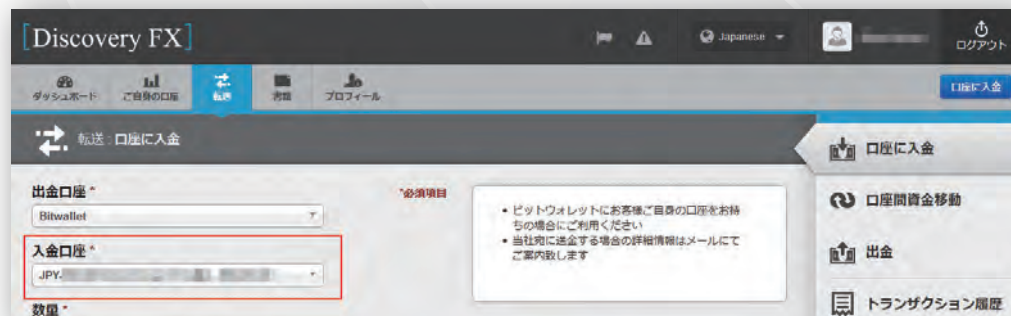 [Discovery FX]
Japanese
ログアウト
ダッシュボード
ご自身の口座
転送
書類
プロフィール
口座に入金
転送 : 口座に入金
口座に入金
出金口座 *
*必須項目
Bitwallet
・ビットウォレットにお客様ご自身の口座をお持
ちの場合にご利用ください
・当社宛に送金する場合の詳細情報はメールにて
ご案内致します
口座間資金移動
入金口座 *
JPY-
出金
数量 *
トランザクション履歴